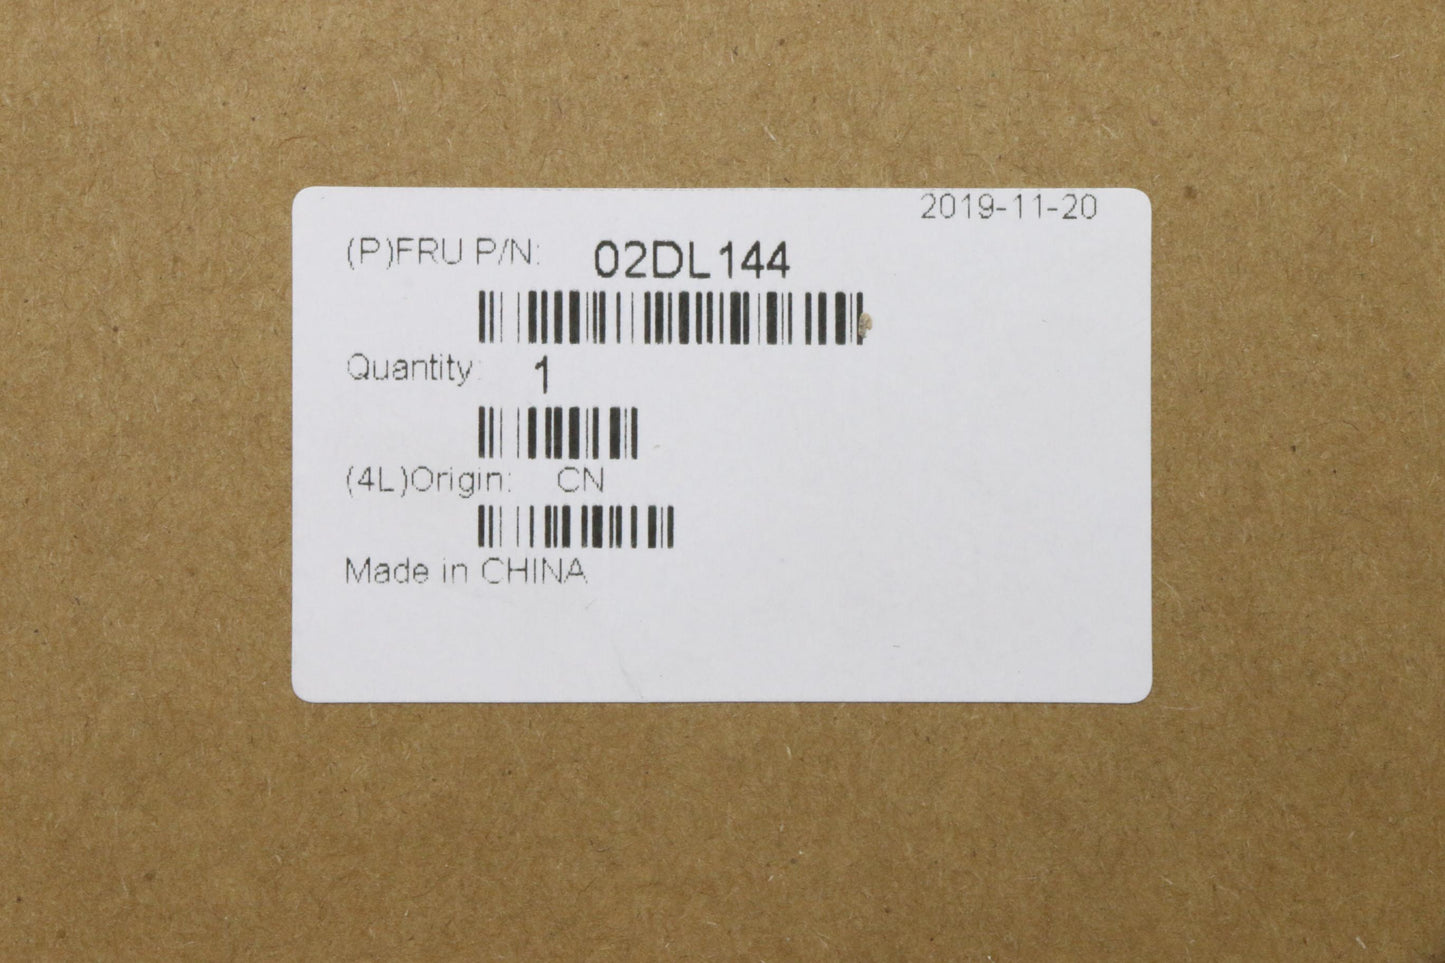 2019-11-20
(P)FRU P/N: 02DL144
Quantity: 1
(4L)Origin: CN
Made in CHINA